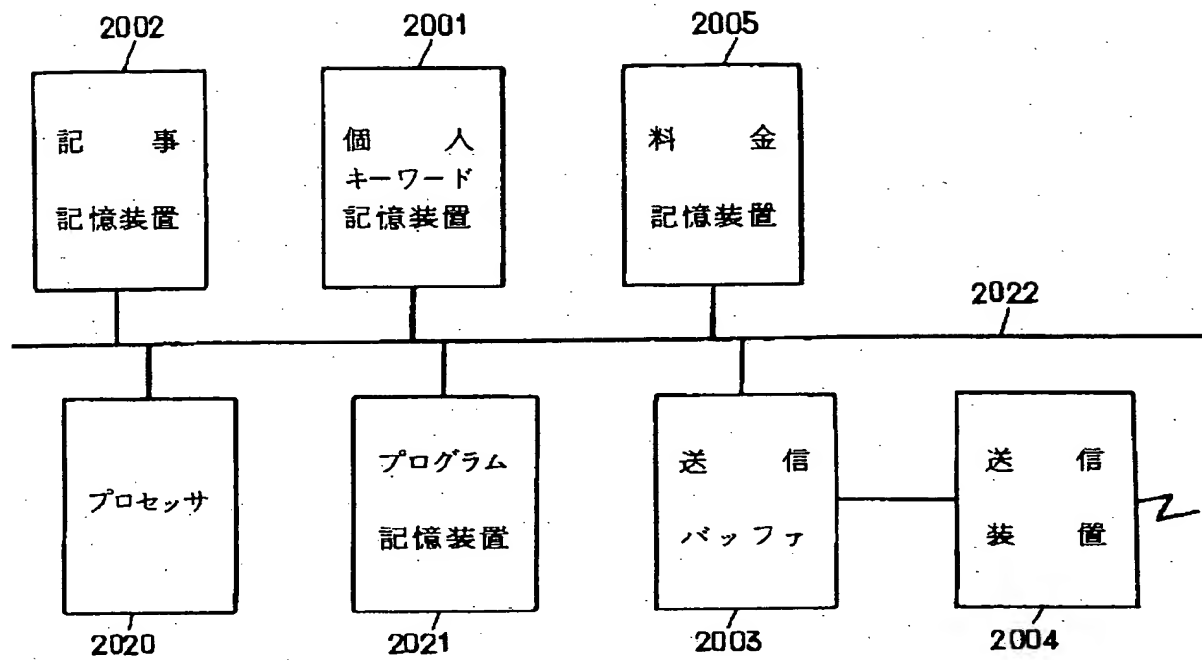 2002
2001
2005
記事
記憶装置
個人
キーワード
記憶装置
料金
記憶装置
2022
プロセッサ
プログラム
記憶装置
送信
バッファ
送信
装置
2020
2021
2003
2004